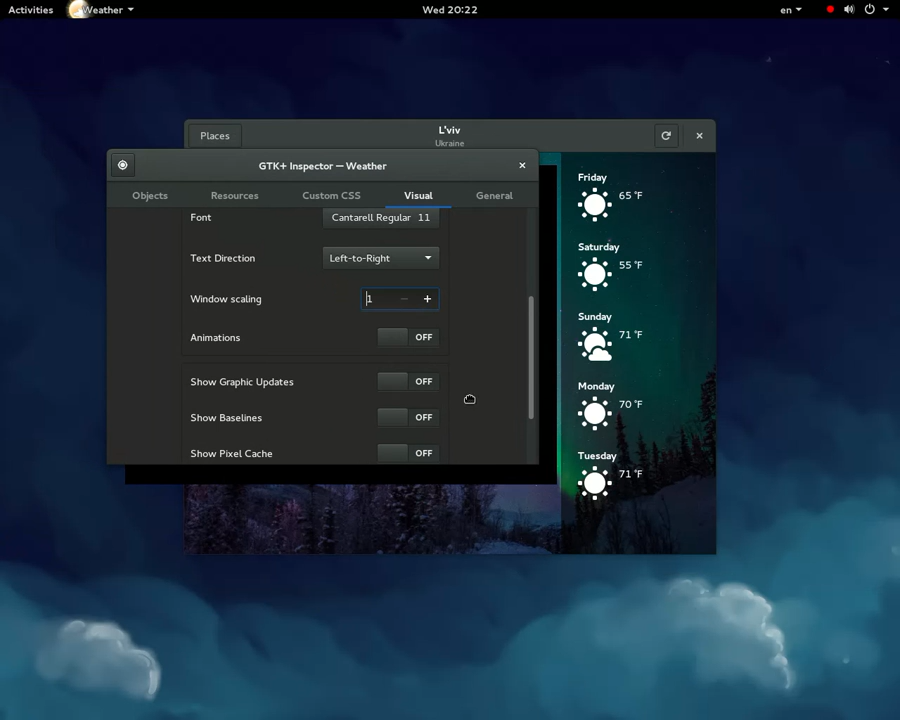 Activities Weather Wed 20:22 en
Places L'viv
Ukraine
GTK+ Inspector — Weather
Objects Resources Custom CSS Visual General
Font Cantarell Regular 11
Text Direction Left-to-Right
Window scaling 1 − +
Animations OFF
Show Graphic Updates OFF
Show Baselines OFF
Show Pixel Cache OFF
Friday
65 °F
Saturday
55 °F
Sunday
71 °F
Monday
70 °F
Tuesday
71 °F